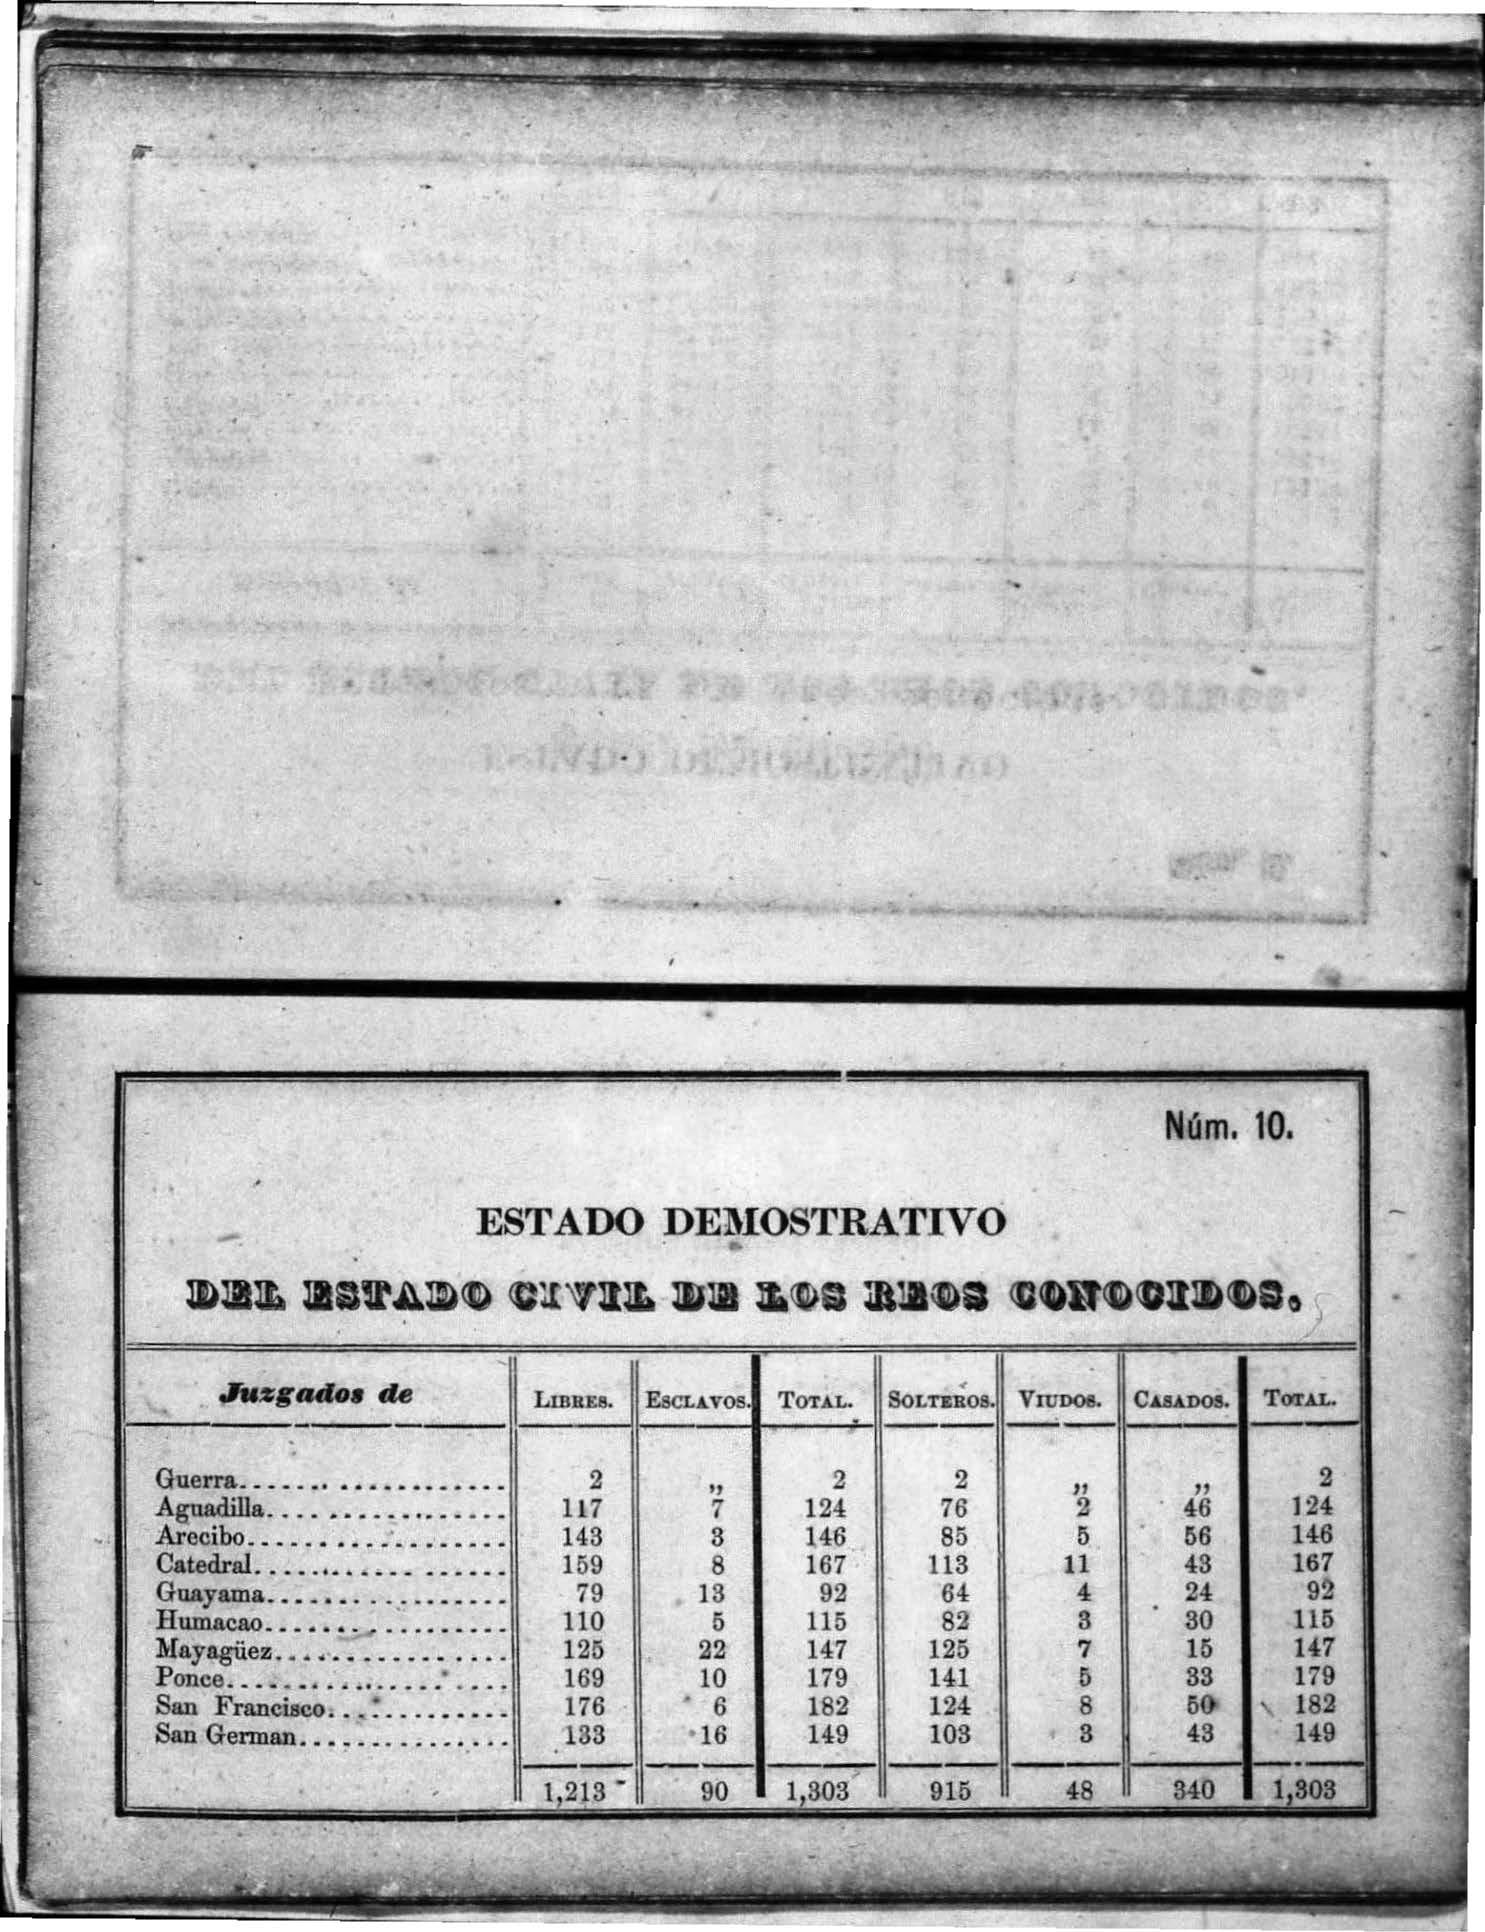 Núm. 10.
ESTADO DEMOSTRATIVO
DEL ESTADO CIVIL DE LOS REOS CONOCIDOS.
Juzgados de LIBRES. ESCLAVOS. TOTAL. SOLTEROS. VIUDOS. CASADOS. TOTAL.
Guerra 2 „ 2 2 „ „ 2
Aguadilla 117 7 124 76 2 46 124
Arecibo 143 3 146 85 5 56 146
Catedral 159 8 167 113 11 43 167
Guayama 79 13 92 64 4 24 92
Humacao 110 5 115 82 3 30 115
Mayagüez 125 22 147 125 7 15 147
Ponce 169 10 179 141 5 33 179
San Francisco 176 6 182 124 8 50 182
San German 133 16 149 103 3 43 149
1,213 90 1,303 915 48 340 1,303